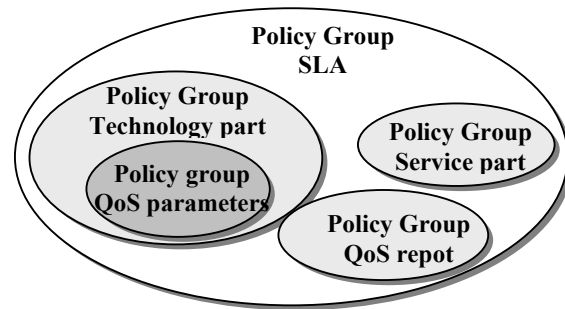 Policy Group
SLA
Policy Group
Technology part
Policy group
QoS parameters
Policy Group
Service part
Policy Group
QoS repot